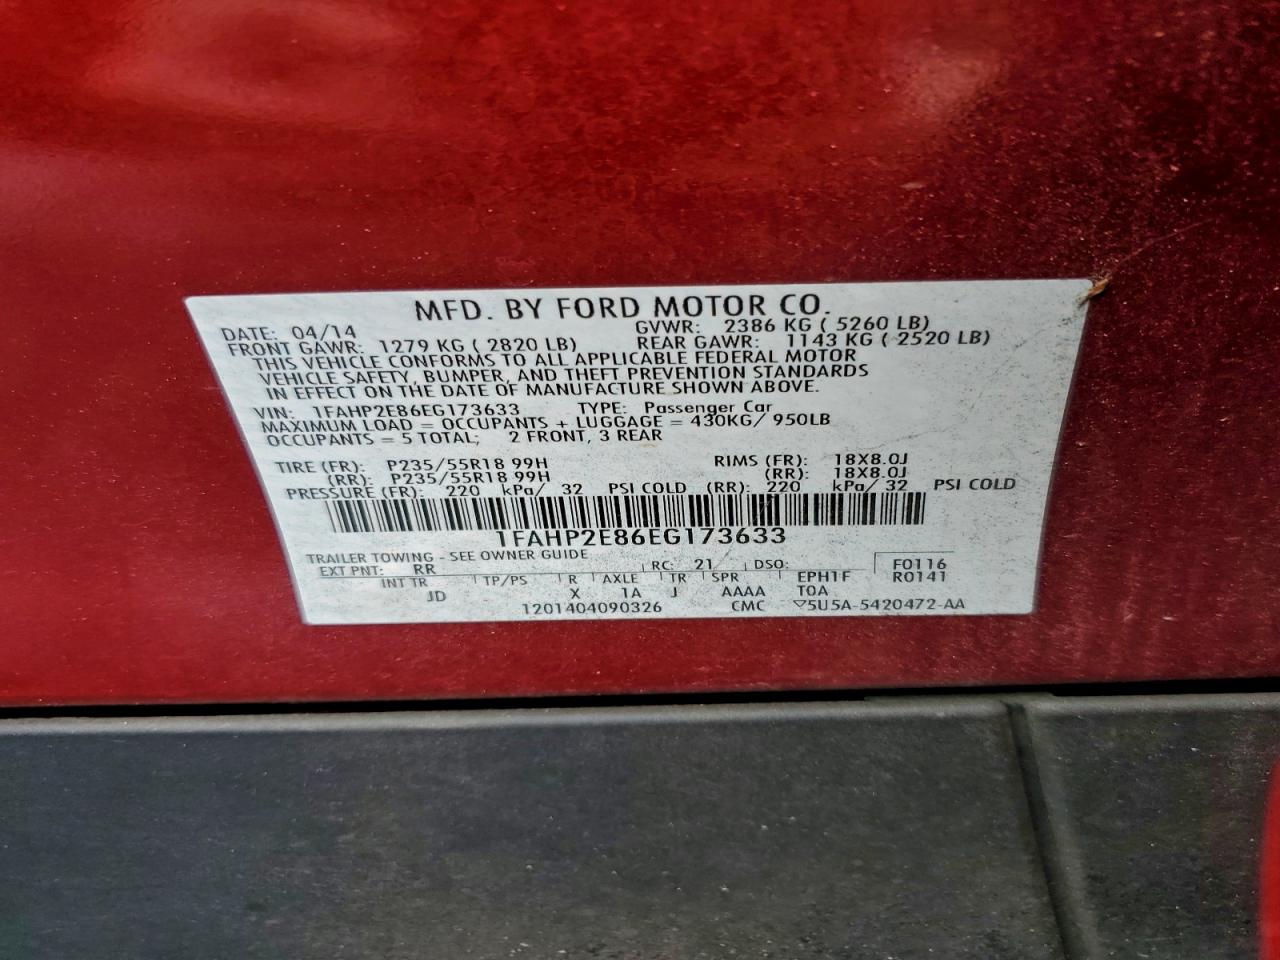 MFD. BY FORD MOTOR CO.
DATE: 04/14 GVWR: 2386 KG ( 5260 LB)
FRONT GAWR: 1279 KG ( 2820 LB) REAR GAWR: 1143 KG ( 2520 LB)
THIS VEHICLE CONFORMS TO ALL APPLICABLE FEDERAL MOTOR
VEHICLE SAFETY, BUMPER, AND THEFT PREVENTION STANDARDS
IN EFFECT ON THE DATE OF MANUFACTURE SHOWN ABOVE.
VIN: 1FAHP2E86EG173633 TYPE: Passenger Car
MAXIMUM LOAD = OCCUPANTS + LUGGAGE = 430KG/ 950LB
OCCUPANTS = 5 TOTAL; 2 FRONT, 3 REAR
TIRE (FR): P235/55R18 99H RIMS (FR): 18X8.0J
(RR): P235/55R18 99H (RR): 18X8.0J
PRESSURE (FR): 220 kPa/ 32 PSI COLD (RR): 220 kPa/ 32 PSI COLD
1FAHP2E86EG173633
TRAILER TOWING - SEE OWNER GUIDE
EXT PNT: RR RC: 21 DSO: F0116
R0141
INT TR TP/PS R AXLE TR SPR EPH1F
JD X 1A J AAAA T0A
1201404090326 CMC ▽5U5A-5420472-AA